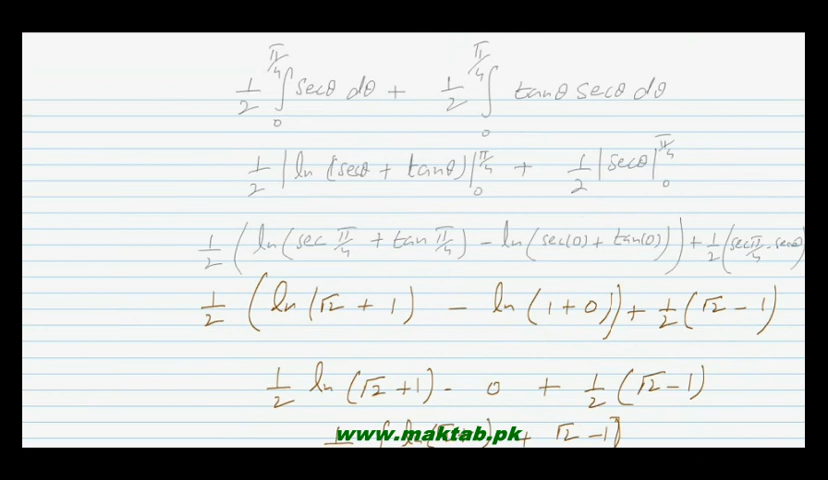 1/2 ∫₀^π/4 secθ dθ + 1/2 ∫₀^π/4 tanθ secθ dθ
1/2 |ln (secθ + tanθ)|₀^π/4 + 1/2 |secθ|₀^π/4
1/2 (ln(sec π/4 + tan π/4) - ln(sec(0) + tan(0))) + 1/2 (sec π/4 - sec0)
1/2 (ln(√2 + 1) - ln(1+0)) + 1/2 (√2 - 1)
1/2 ln(√2+1) - 0 + 1/2 (√2-1)
+ √2 -1]
www.maktab.pk